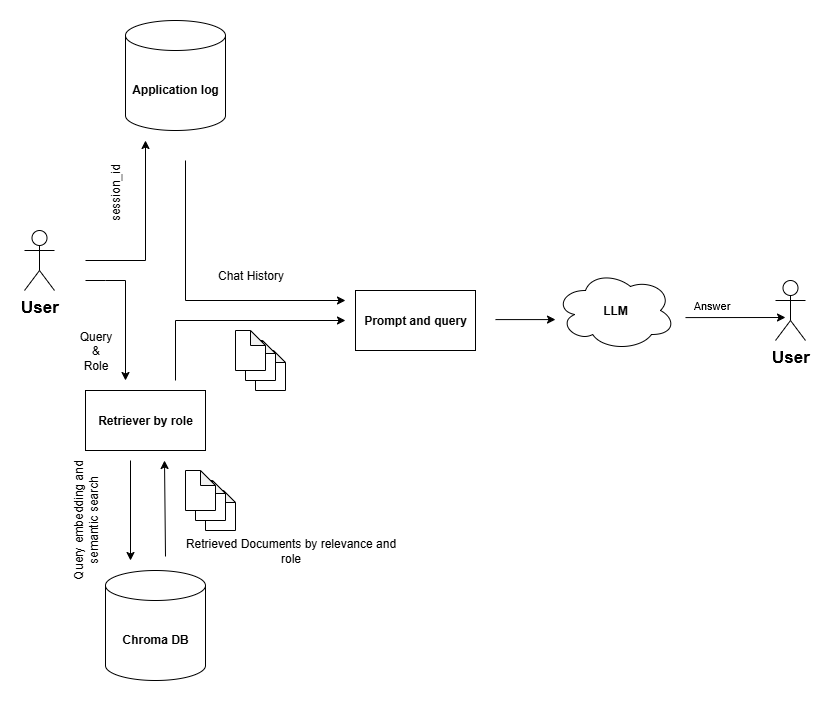 Application log
session_id
User
Chat History
Query
&
Role
Prompt and query
LLM
Answer
User
Retriever by role
Query embedding and
semantic search
Retrieved Documents by relevance and
role
Chroma DB